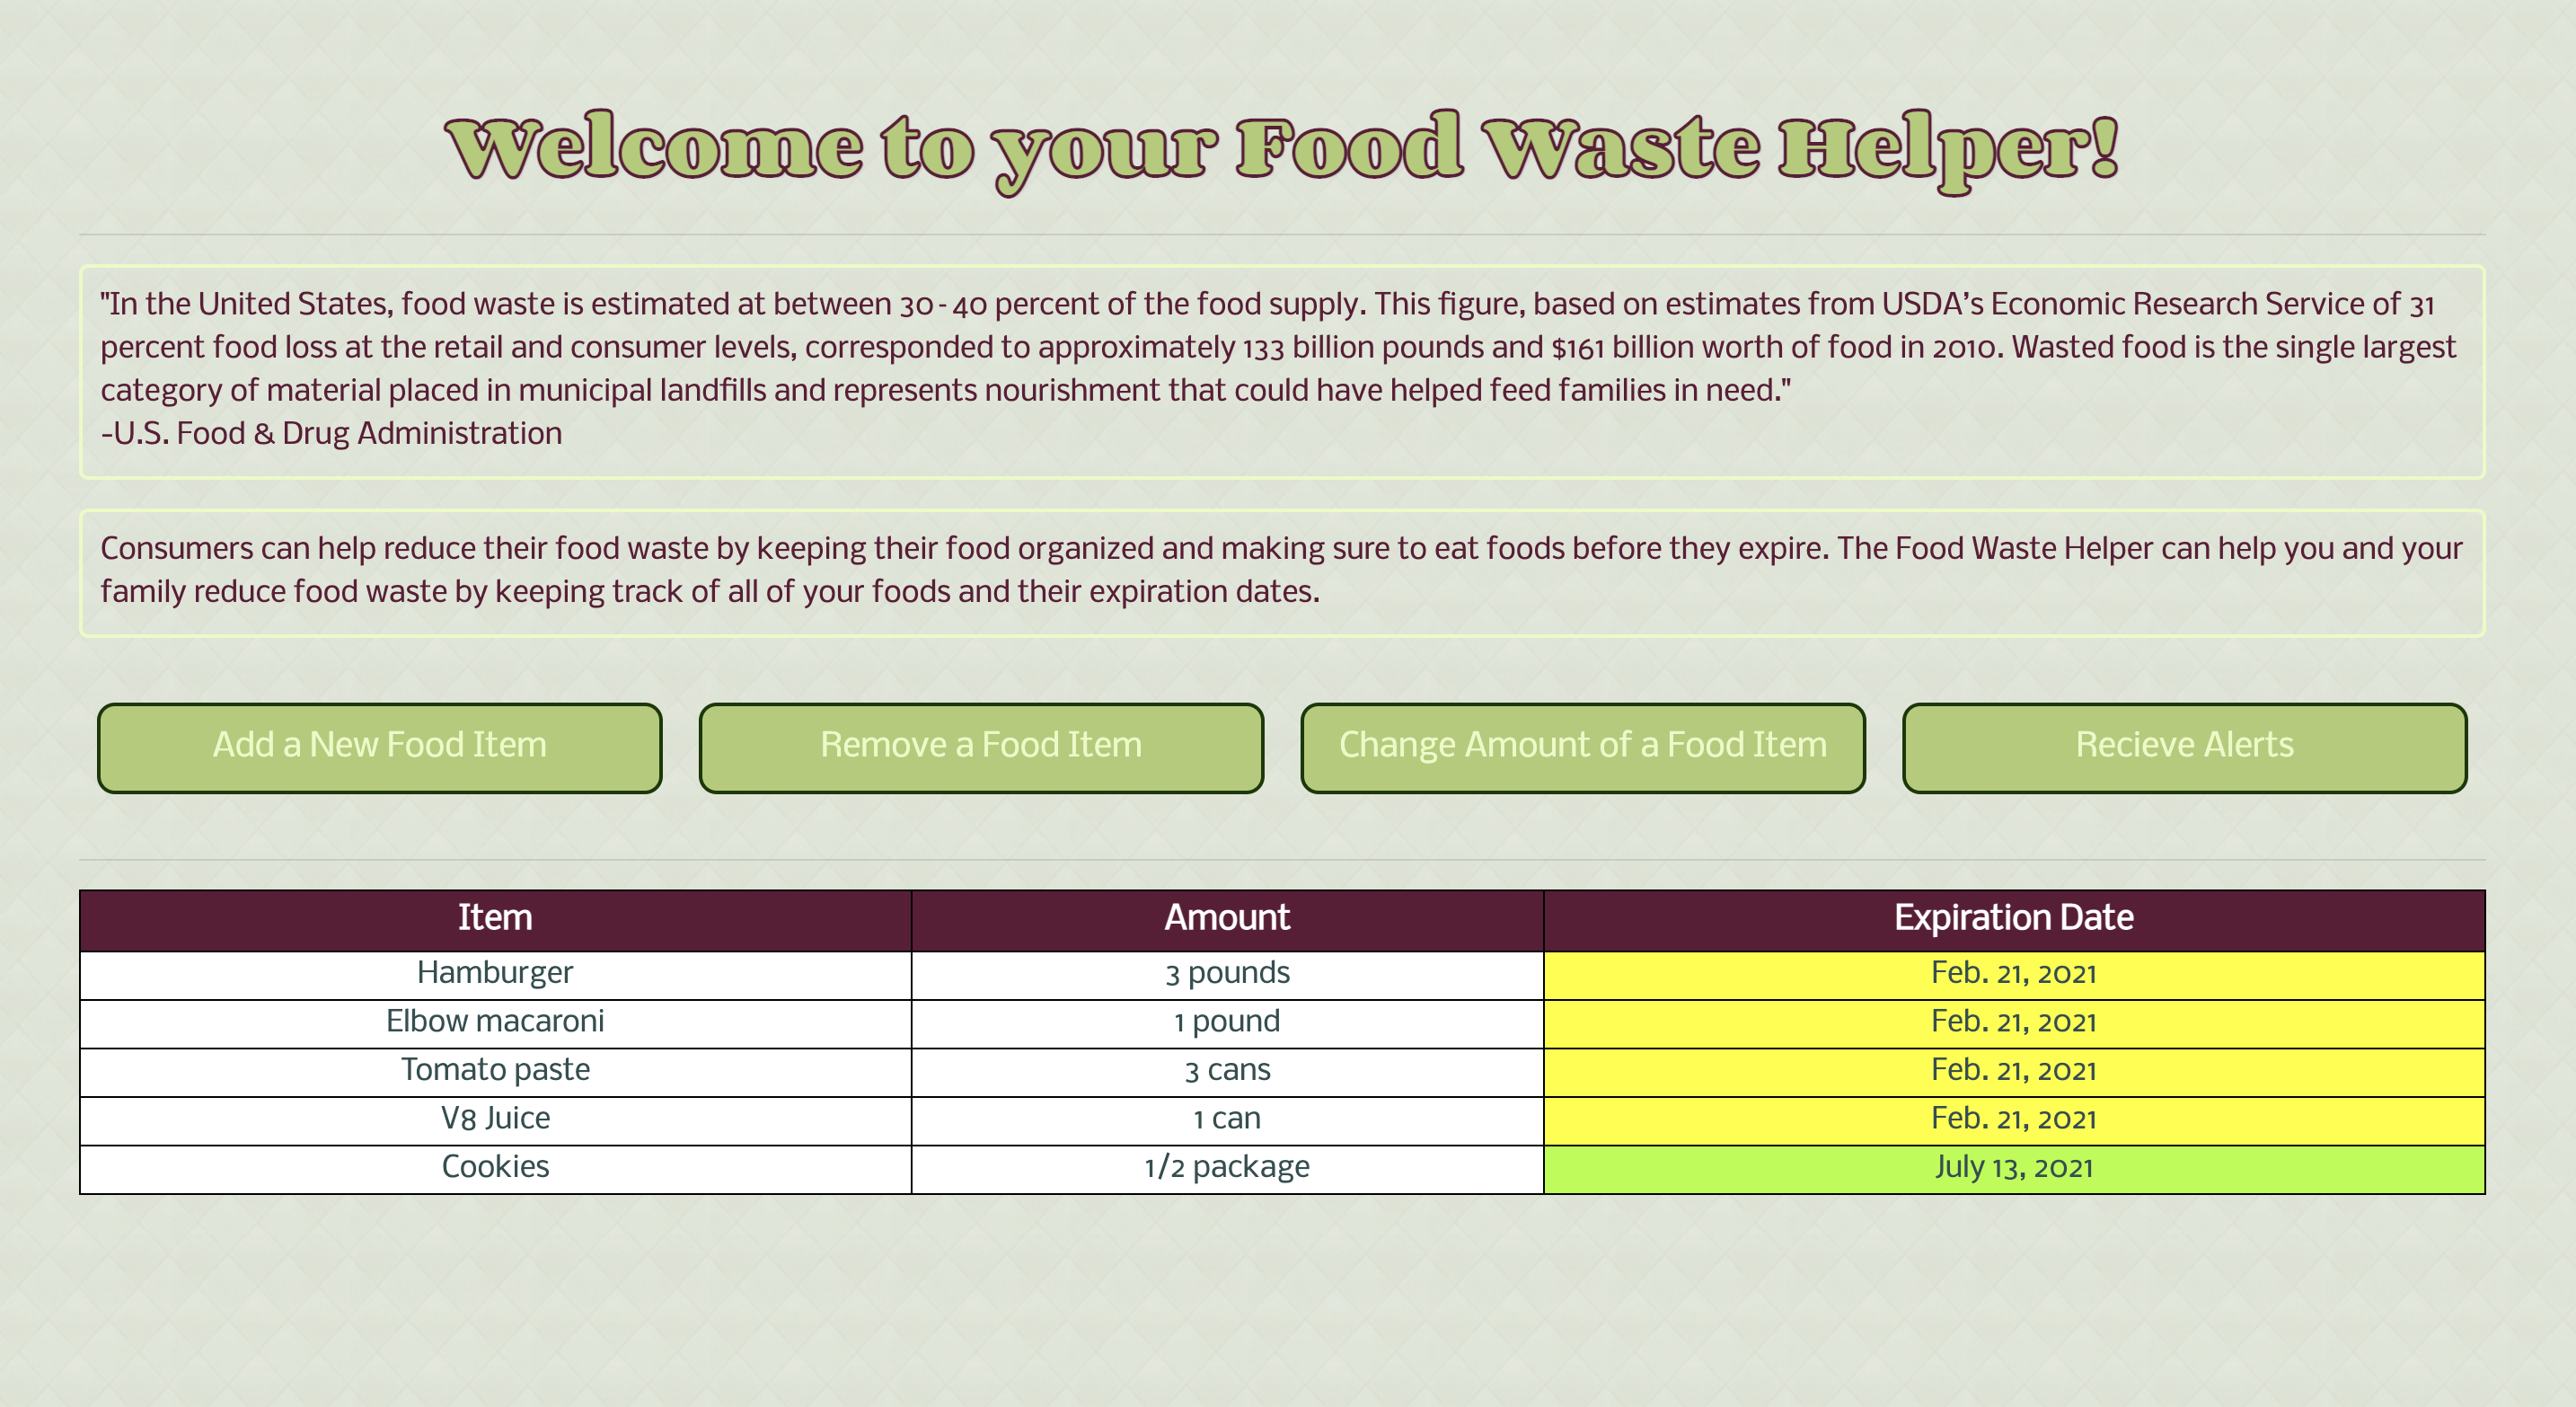 Welcome to your Food Waste Helper!
"In the United States, food waste is estimated at between 30-40 percent of the food supply. This figure, based on estimates from USDA’s Economic Research Service of 31
percent food loss at the retail and consumer levels, corresponded to approximately 133 billion pounds and $161 billion worth of food in 2010. Wasted food is the single largest
category of material placed in municipal landfills and represents nourishment that could have helped feed families in need."
-U.S. Food & Drug Administration
Consumers can help reduce their food waste by keeping their food organized and making sure to eat foods before they expire. The Food Waste Helper can help you and your
family reduce food waste by keeping track of all of your foods and their expiration dates.
Add a New Food Item Remove a Food Item Change Amount of a Food Item Recieve Alerts
Item Amount Expiration Date
Hamburger 3 pounds Feb. 21, 2021
Elbow macaroni 1 pound Feb. 21, 2021
Tomato paste 3 cans Feb. 21, 2021
V8 Juice 1 can Feb. 21, 2021
Cookies 1/2 package July 13, 2021